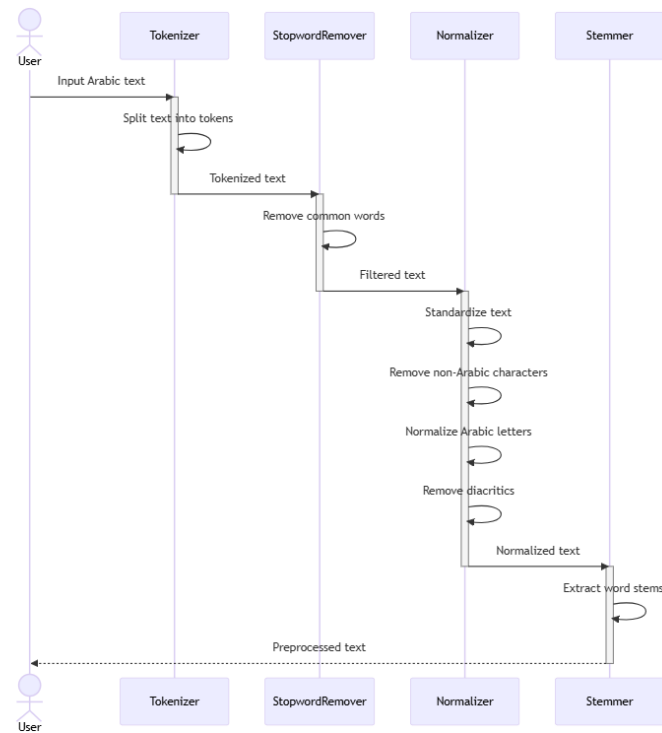 Tokenizer
StopwordRemover
Normalizer
Stemmer
User
Input Arabic text
Split text into tokens
Tokenized text
Remove common words
Filtered text
Standardize text
Remove non-Arabic characters
Normalize Arabic letters
Remove diacritics
Normalized text
Extract word stems
Preprocessed text
Tokenizer
StopwordRemover
Normalizer
Stemmer
User